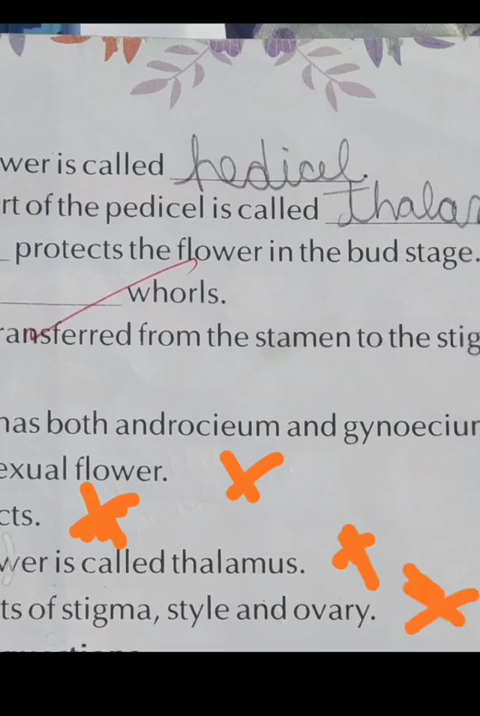 wer is called pedicel.
rt of the pedicel is called Thala
protects the flower in the bud stage.
whorls.
ransferred from the stamen to the stig
has both androcieum and gynoeciu
exual flower.
cts.
wer is called thalamus.
ts of stigma, style and ovary.